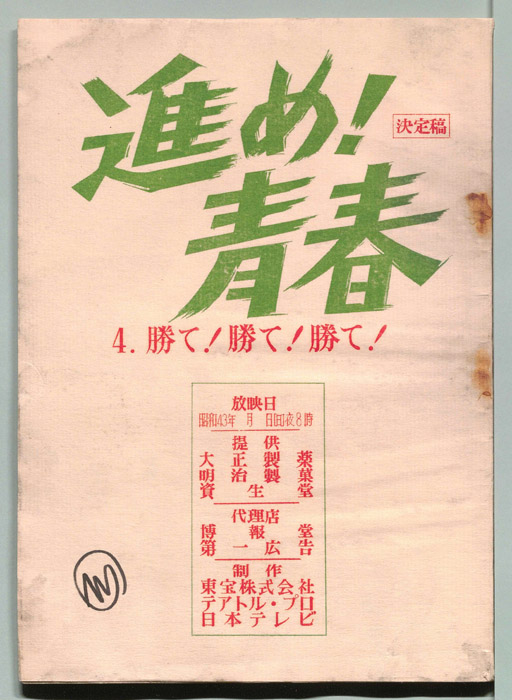 進め!
決定稿
青春
4. 勝て!勝て!勝て!
放映日
昭和43年 月 日(日)夜8時
提供
大正製薬
明治製菓
資生堂
代理店
博報堂
第一広告
制作
東宝株式会社
テアトル・プロ
日本テレビ